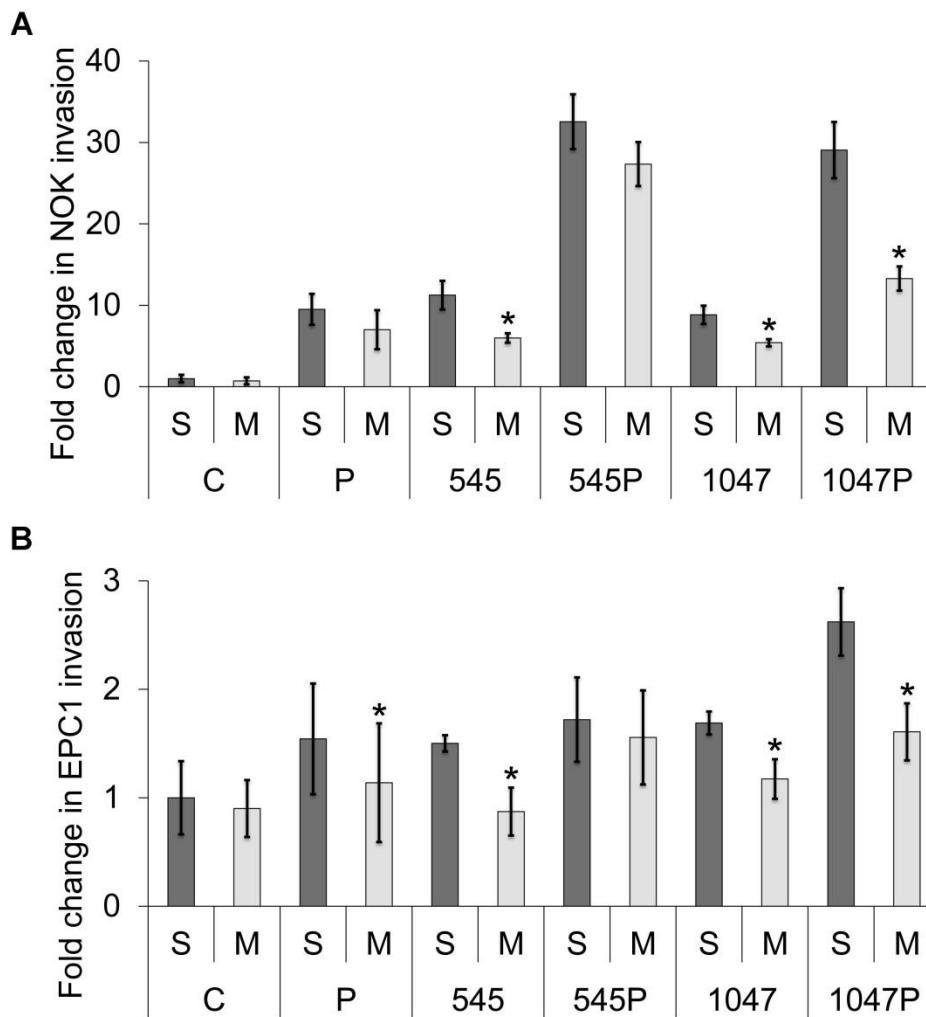 A
Fold change in NOK invasion
40
30
20
10
0
*
*
*
S M S M S M S M S M S M
C P 545 545P 1047 1047P
B
Fold change in EPC1 invasion
3
2
1
0
*
*
*
*
S M S M S M S M S M S M
C P 545 545P 1047 1047P